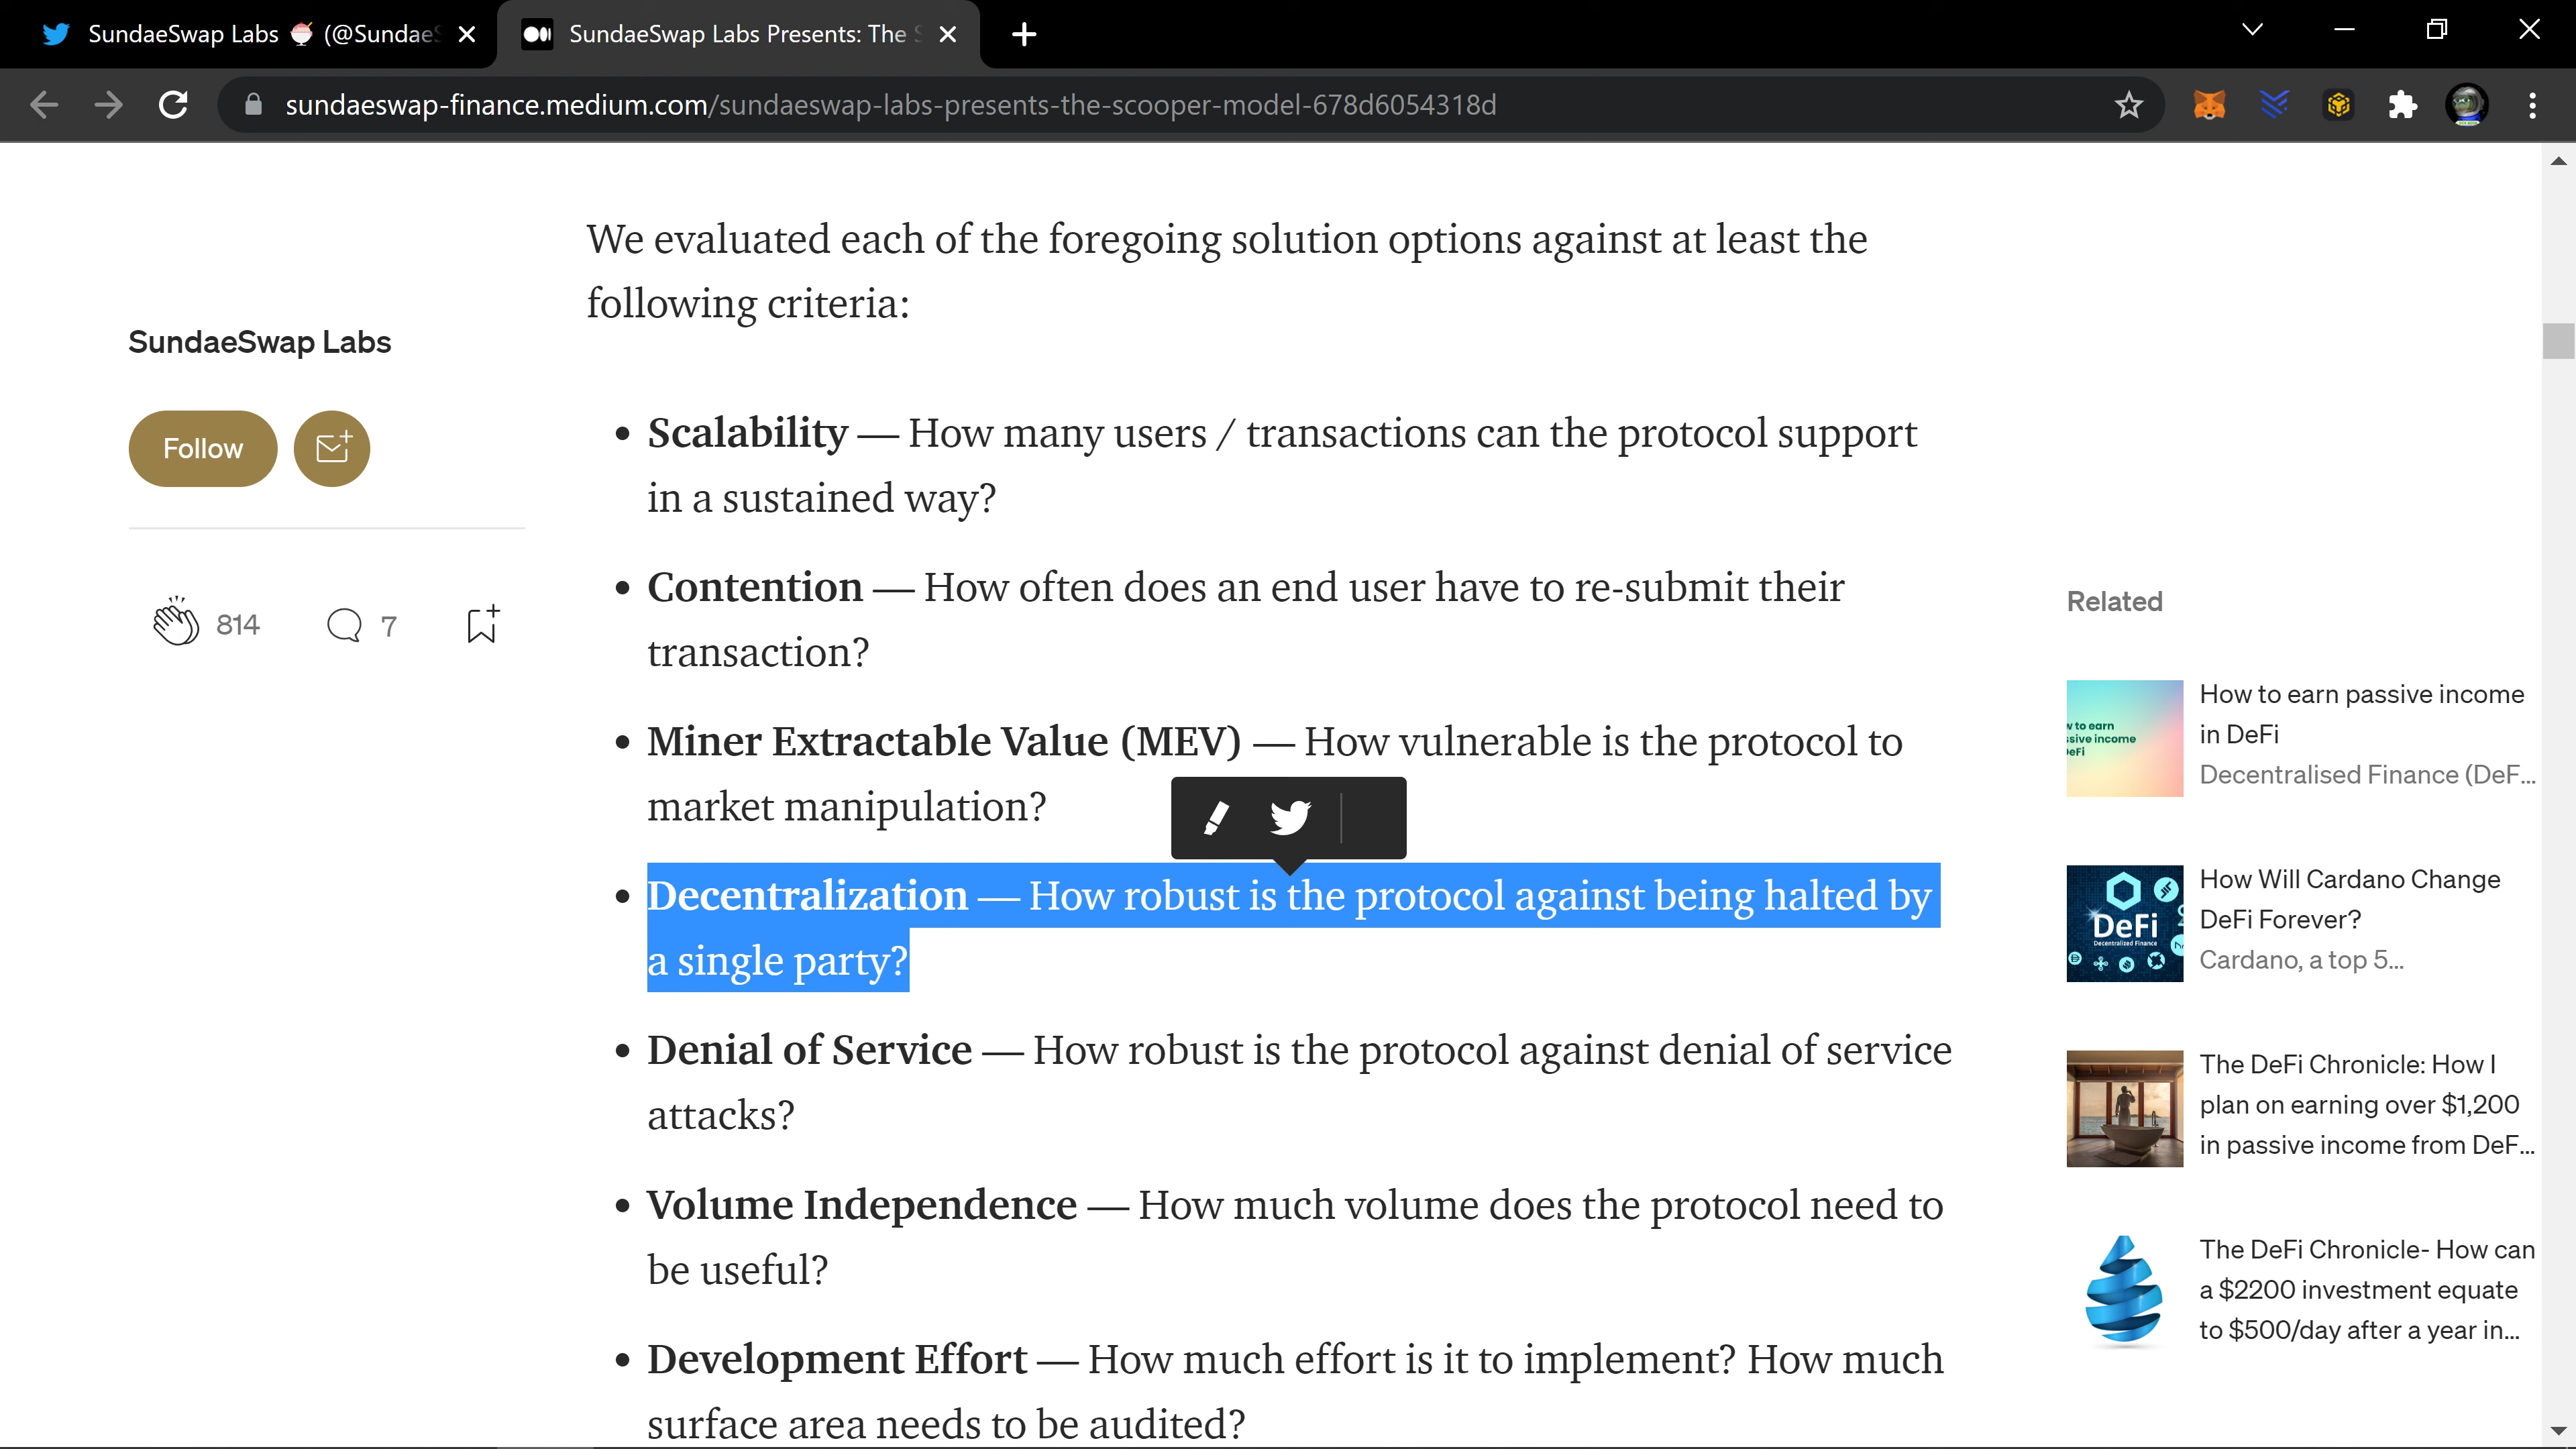 SundaeSwap Labs 🍧 (@Sundae
SundaeSwap Labs Presents: The
sundaeswap-finance.medium.com/sundaeswap-labs-presents-the-scooper-model-678d6054318d
We evaluated each of the foregoing solution options against at least the
following criteria:
SundaeSwap Labs
Follow
814
7
• Scalability — How many users / transactions can the protocol support
in a sustained way?
• Contention — How often does an end user have to re-submit their
transaction?
• Miner Extractable Value (MEV) — How vulnerable is the protocol to
market manipulation?
• Decentralization — How robust is the protocol against being halted by
a single party?
• Denial of Service — How robust is the protocol against denial of service
attacks?
• Volume Independence — How much volume does the protocol need to
be useful?
• Development Effort — How much effort is it to implement? How much
surface area needs to be audited?
Related
to earn
sive income
How to earn passive income
in DeFi
Decentralised Finance (DeF...
DeFi
Decentralized Finance
How Will Cardano Change
DeFi Forever?
Cardano, a top 5...
The DeFi Chronicle: How I
plan on earning over $1,200
in passive income from DeF...
The DeFi Chronicle- How can
a $2200 investment equate
to $500/day after a year in...